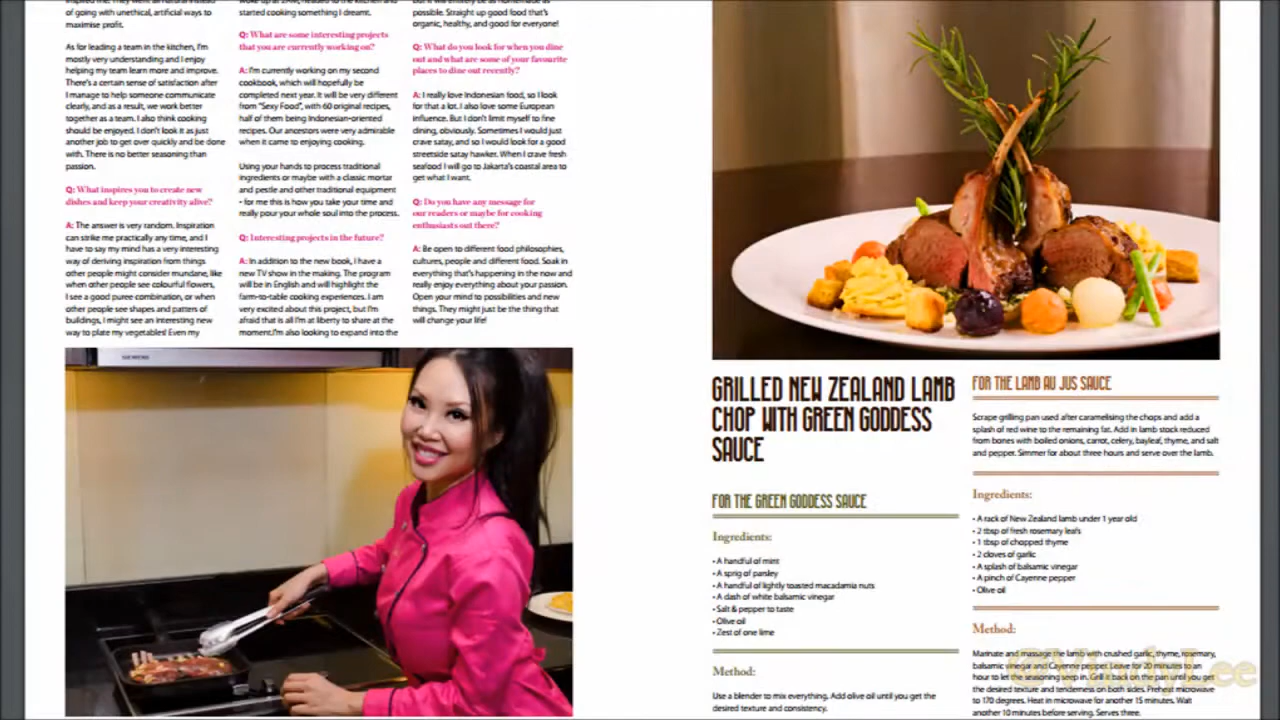 of going with unethical, artificial ways to
maximise profit.
As for leading a team in the kitchen, I'm
mostly very understanding and I enjoy
helping my team learn more and improve.
There's a certain sense of satisfaction after
I manage to help someone communicate
clearly, and as a result, we work better
together as a team. I also think cooking
should be enjoyed. I don't look it as just
another job to get over quickly and be done
with. There is no better seasoning than
passion.
Q: What inspires you to create new
dishes and keep your creativity alive?
A: The answer is very random. Inspiration
can strike me practically any time, and I
have to say my mind has a very interesting
way of deriving inspiration from things
other people might consider mundane, like
when other people see colourful flowers,
I see a good puree combination, or when
other people see shapes and patters of
buildings, I might see an interesting new
way to plate my vegetables! Even my
started cooking something I dreamt.
Q: What are some interesting projects
that you are currently working on?
A: I'm currently working on my second
cookbook, which will hopefully be
completed next year. It will be very different
from "Sexy Food", with 60 original recipes,
half of them being Indonesian-oriented
recipes. Our ancestors were very admirable
when it came to enjoying cooking.
Using your hands to process traditional
ingredients or maybe with a classic mortar
and pestle and other traditional equipment
- for me this is how you take your time and
really pour your whole soul into the process.
Q: Interesting projects in the future?
A: In addition to the new book, I have a
new TV show in the making. The program
will be in English and will highlight the
farm-to-table cooking experiences. I am
very excited about this project, but I'm
afraid that is all I'm at liberty to share at the
moment.I'm also looking to expand into the
possible. Straight up good food that's
organic, healthy, and good for everyone!
Q: What do you look for when you dine
out and what are some of your favourite
places to dine out recently?
A: I really love Indonesian food, so I look
for that a lot. I also love some European
influence. But I don't limit myself to fine
dining, obviously. Sometimes I would just
crave satay, and so I would look for a good
streetside satay hawker. When I crave fresh
seafood I will go to Jakarta's coastal area to
get what I want.
Q: Do you have any message for
our readers or maybe for cooking
enthusiasts out there?
A: Be open to different food philosophies,
cultures, people and different food. Soak in
everything that's happening in the now and
really enjoy everything about your passion.
Open your mind to possibilities and new
things. They might just be the thing that
will change your life!
SIEMENS
GRILLED NEW ZEALAND LAMB
CHOP WITH GREEN GODDESS
SAUCE
FOR THE GREEN GODDESS SAUCE
Ingredients:
• A handful of mint
• A sprig of parsley
• A handful of lightly toasted macadamia nuts
• A dash of white balsamic vinegar
• Salt & pepper to taste
• Olive oil
• Zest of one lime
Method:
Use a blender to mix everything. Add olive oil until you get the
desired texture and consistency.
FOR THE LAMB AU JUS SAUCE
Scrape grilling pan used after caramelising the chops and add a
splash of red wine to the remaining fat. Add in lamb stock reduced
from bones with boiled onions, carrot, celery, bayleaf, thyme, and salt
and pepper. Simmer for about three hours and serve over the lamb.
Ingredients:
• A rack of New Zealand lamb under 1 year old
• 2 tbsp of fresh rosemary leafs
• 1 tbsp of chopped thyme
• 2 cloves of garlic
• A splash of balsamic vinegar
• A pinch of Cayenne pepper
• Olive oil
Method:
Marinate and massage the lamb with crushed garlic, thyme, rosemary,
balsamic vinegar and Cayenne pepper. Leave for 20 minutes to an
hour to let the seasoning seep in. Grill it back on the pan until you get
the desired texture and tenderness on both sides. Preheat microwave
to 170 degrees. Heat in microwave for another 15 minutes. Wait
another 10 minutes before serving. Serves three.